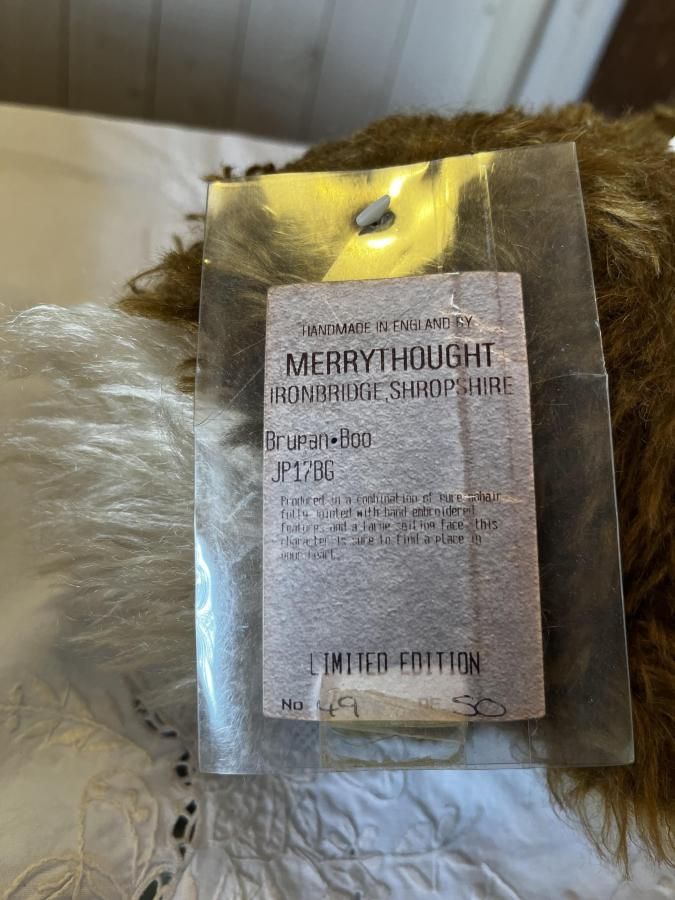 HANDMADE IN ENGLAND BY
MERRYTHOUGHT
IRONBRIDGE,SHROPSHIRE
Brupan•Boo
JP17BG
Produced in a combination of pure mohair
fully jointed with hand embroidered
features and a large smiling face, this
character is sure to find a place in
your heart.
LIMITED EDITION
No 49 OF 50